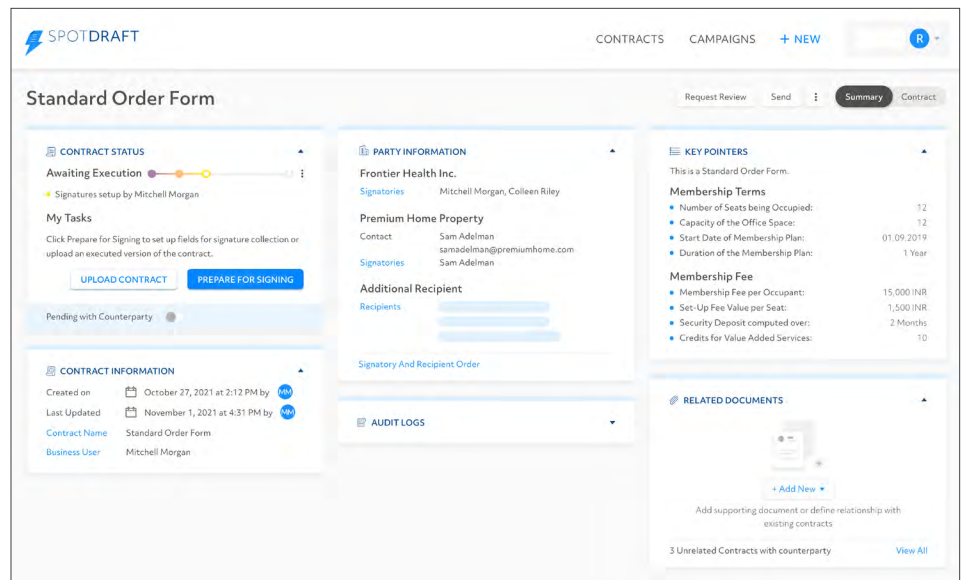 SPOTDRAFT
CONTRACTS CAMPAIGNS + NEW R
Standard Order Form
Request Review Send Summary Contract
CONTRACT STATUS
Awaiting Execution
Signatures setup by Mitchell Morgan
My Tasks
Click Prepare for Signing to set up fields for signature collection or
upload an executed version of the contract.
UPLOAD CONTRACT PREPARE FOR SIGNING
Pending with Counterparty
CONTRACT INFORMATION
Created on October 27, 2021 at 2:12 PM by MM
Last Updated November 1, 2021 at 4:31 PM by MM
Contract Name Standard Order Form
Business User Mitchell Morgan
PARTY INFORMATION
Frontier Health Inc.
Signatories Mitchell Morgan, Colleen Riley
Premium Home Property
Contact Sam Adelman
samadelman@premiumhome.com
Signatories Sam Adelman
Additional Recipient
Recipients
Signatory And Recipient Order
AUDIT LOGS
KEY POINTERS
This is a Standard Order Form.
Membership Terms
Number of Seats being Occupied: 12
Capacity of the Office Space: 12
Start Date of Membership Plan: 01.09.2019
Duration of the Membership Plan: 1 Year
Membership Fee
Membership Fee per Occupant: 15,000 INR
Set-Up Fee Value per Seat: 1,500 INR
Security Deposit computed over: 2 Months
Credits for Value Added Services: 10
RELATED DOCUMENTS
+ Add New
Add supporting document or define relationship with
existing contracts
3 Unrelated Contracts with counterparty View All